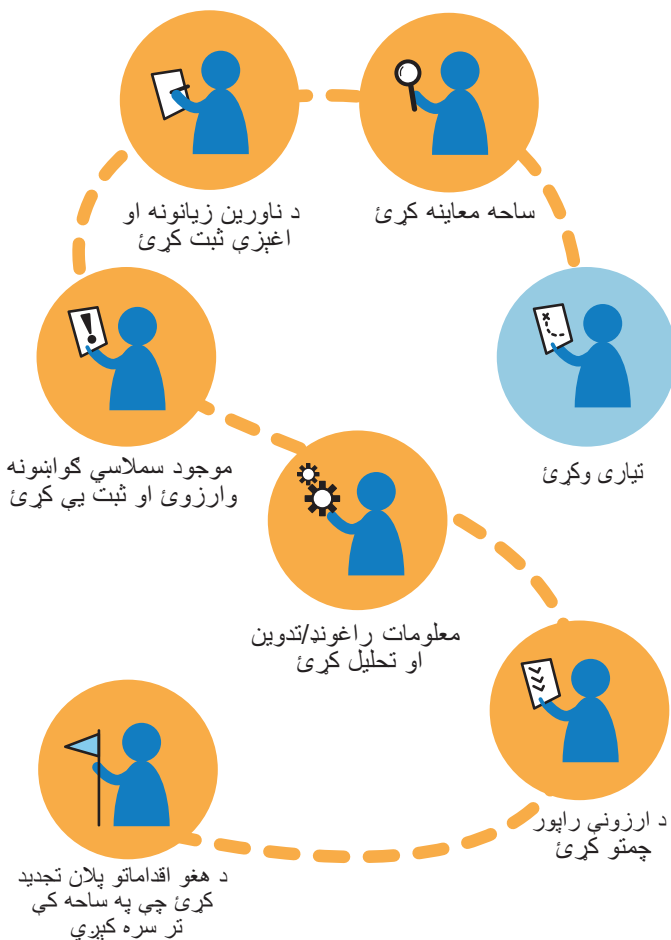 تیاری وکړئ
ساحه معاینه کړئ
د ناورین زیانونه او
اغیزې ثبت کړئ
موجود سملاسي ګواښونه
وارزوئ او ثبت یې کړئ
معلومات راغونډ/تدوین
او تحلیل کړئ
د ارزونې راپور
چمتو کړئ
د هغو اقداماتو پلان تجدید
کړئ چې په ساحه کې
تر سره کیږي